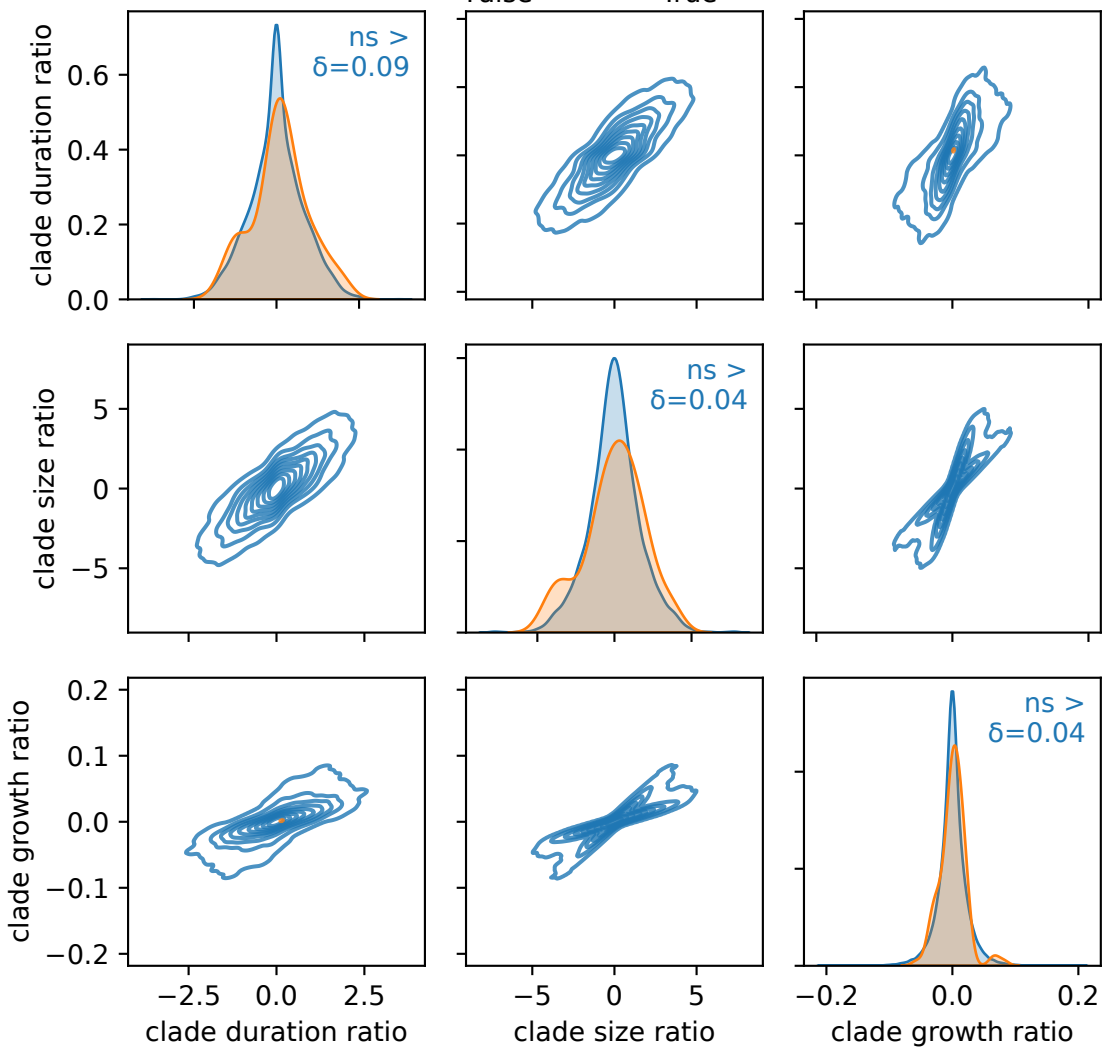 True
clade duration ratio
0.6
0.4
0.2
0.0
ns >
δ=0.09
clade size ratio
5
0
−5
ns >
δ=0.04
clade growth ratio
0.2
0.1
0.0
−0.1
−0.2
ns >
δ=0.04
−2.5 0.0 2.5
−5 0 5
−0.2 0.0 0.2
clade duration ratio
clade size ratio
clade growth ratio